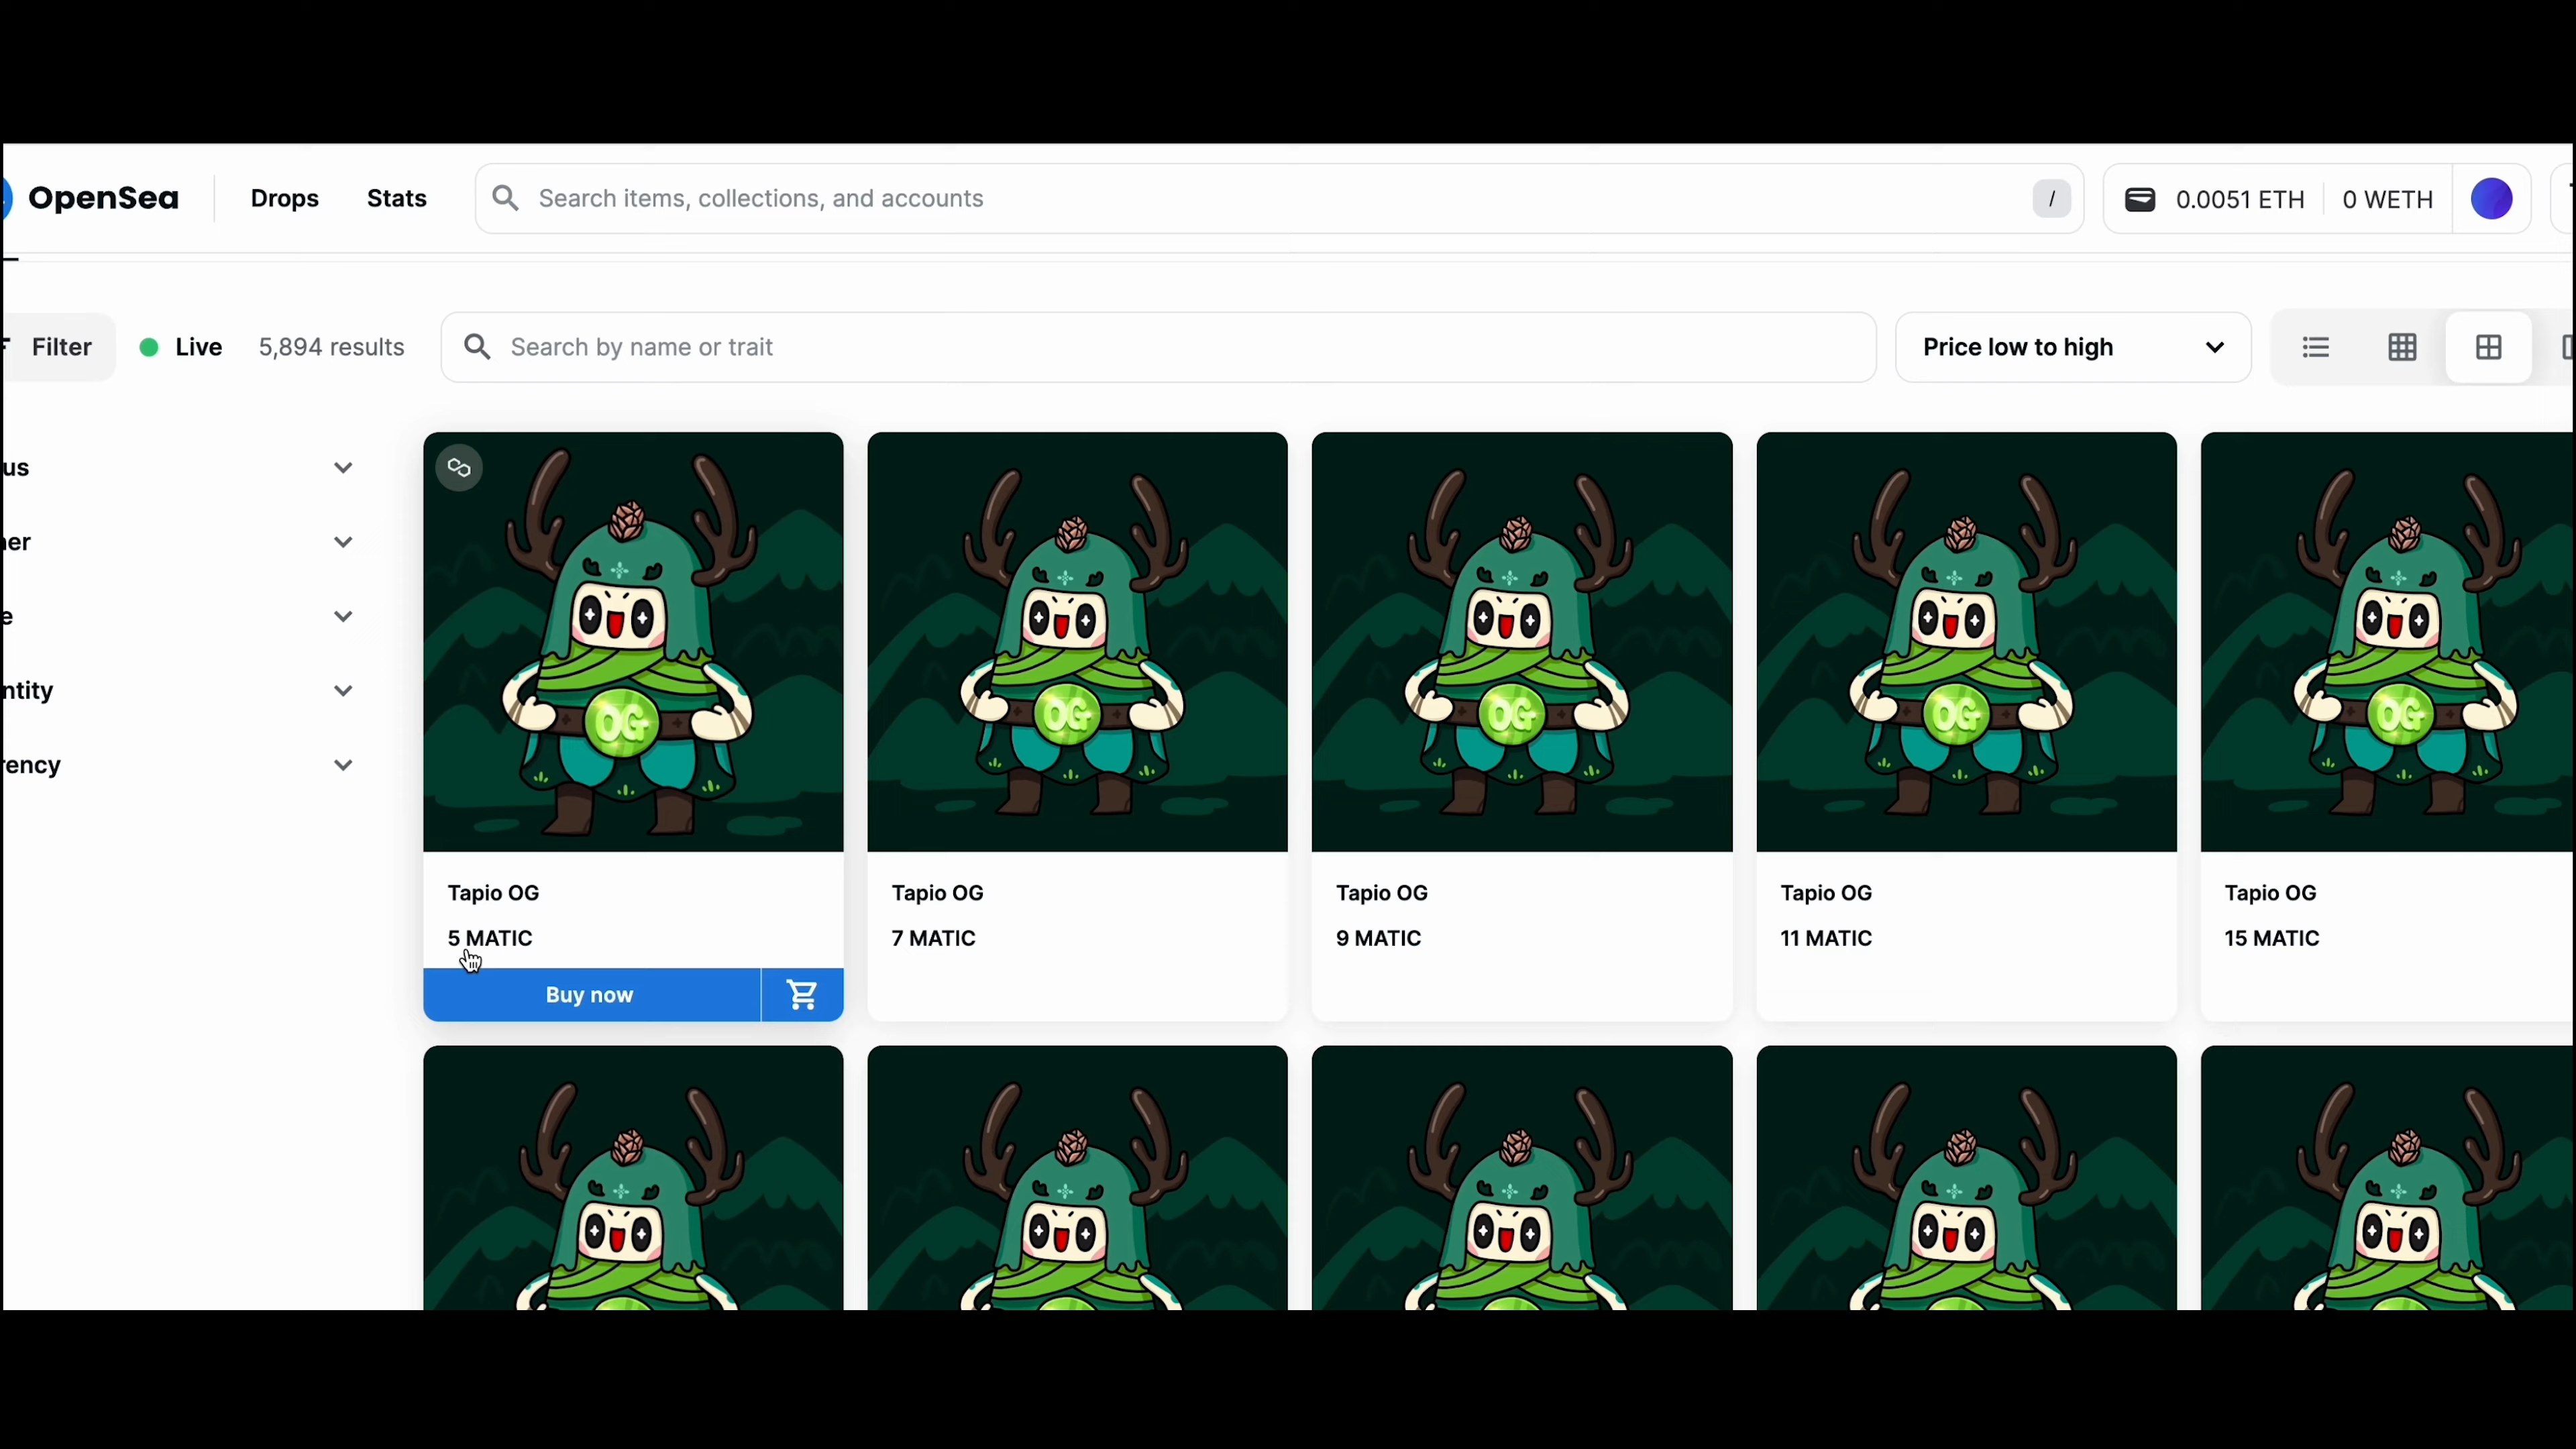 OpenSea Drops Stats Search items, collections, and accounts / 0.0051 ETH 0 WETH
Filter Live 5,894 results Search by name or trait Price low to high
us
er
e
ntity
rency
OG OG OG OG OG
Tapio OG Tapio OG Tapio OG Tapio OG Tapio OG
5 MATIC 7 MATIC 9 MATIC 11 MATIC 15 MATIC
Buy now